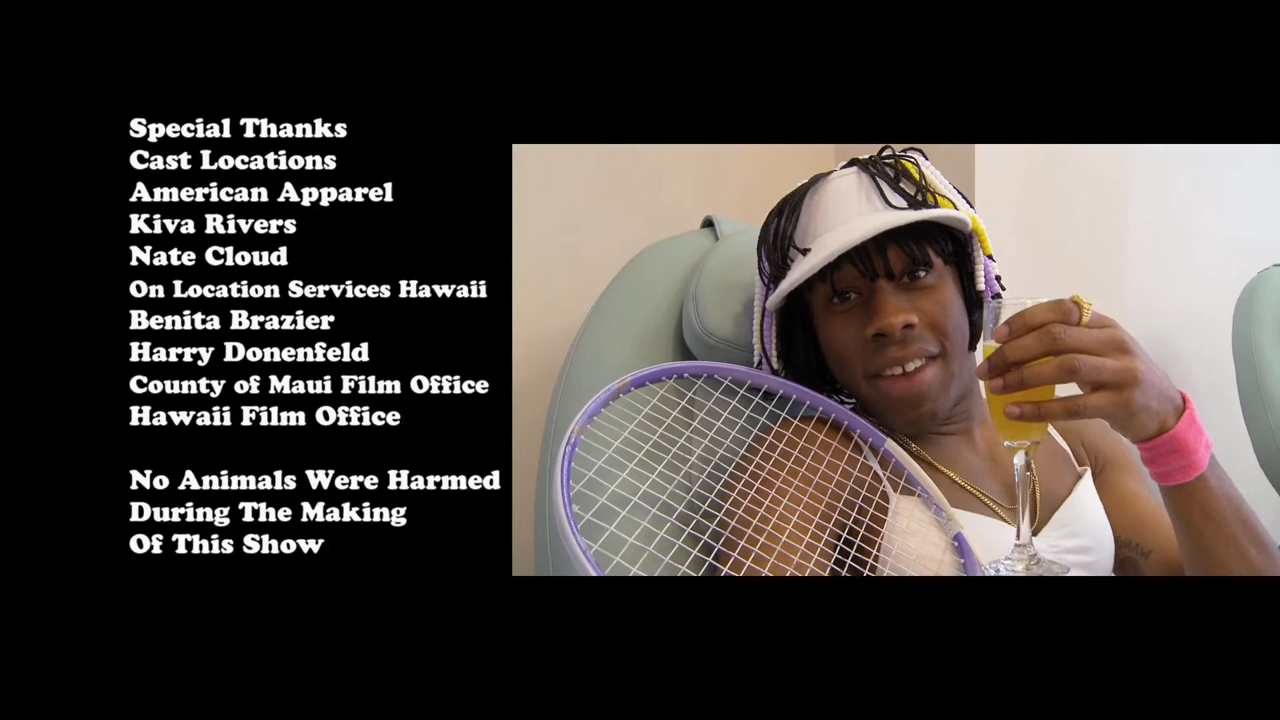 Special Thanks
Cast Locations
American Apparel
Kiva Rivers
Nate Cloud
On Location Services Hawaii
Benita Brazier
Harry Donenfeld
County of Maui Film Office
Hawaii Film Office
No Animals Were Harmed
During The Making
Of This Show